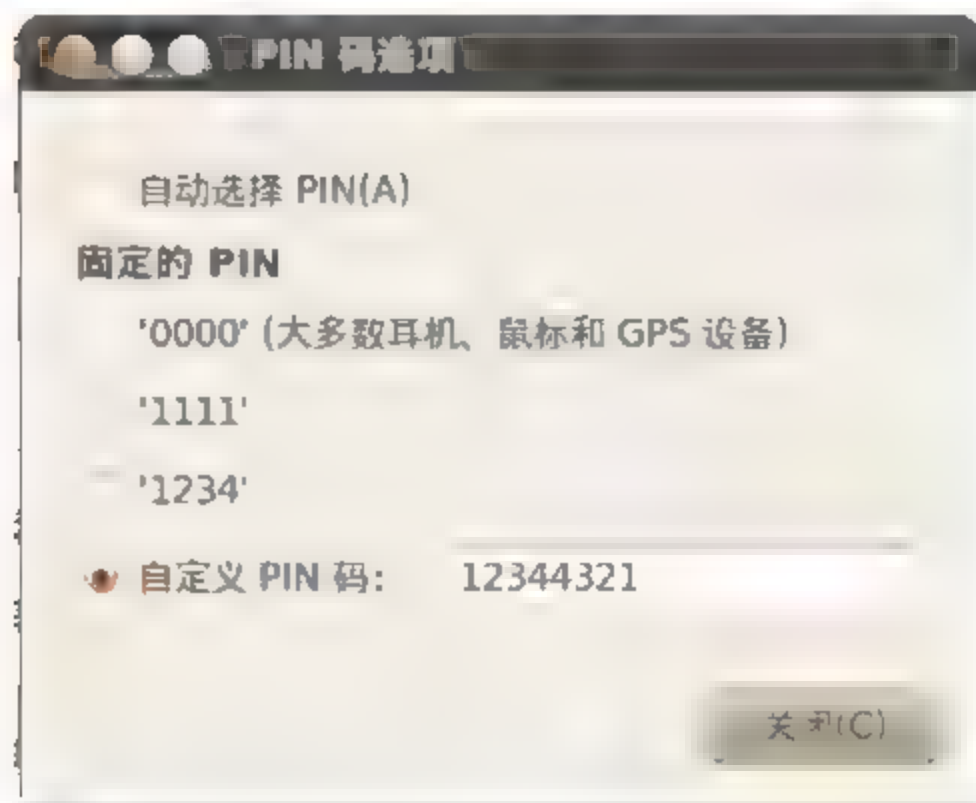 PIN 码选项
自动选择 PIN(A)
固定的 PIN
'0000' (大多数耳机、鼠标和 GPS 设备)
'1111'
'1234'
自定义 PIN 码: 12344321
关闭(C)